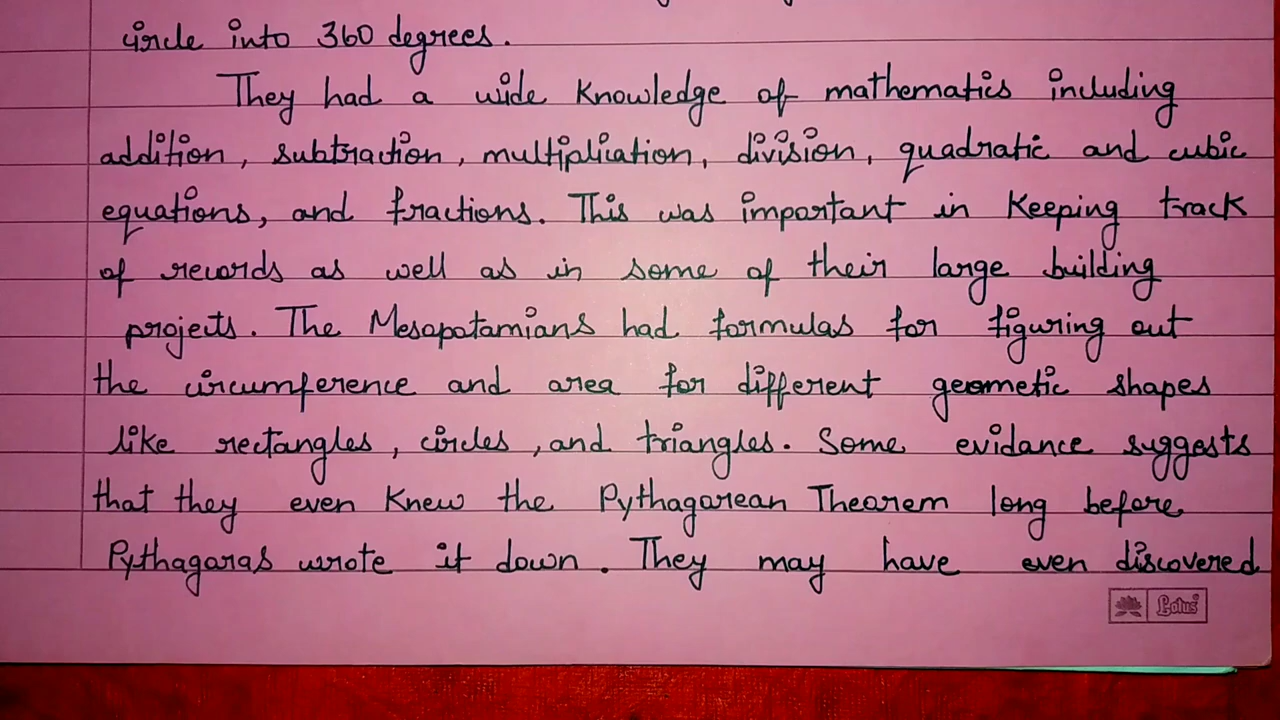 circle into 360 degrees.
They had a wide knowledge of mathematics including
addition, subtraction, multiplication, division, quadratic and cubic
equations, and fractions. This was important in keeping track
of records as well as in some of their large building
projects. The Mesopotamians had formulas for figuring out
the circumference and area for different geometic shapes
like rectangles, circles, and triangles. Some evidance suggests
that they even knew the Pythagorean Theorem long before
Pythagoras wrote it down. They may have even discovered
Lotus